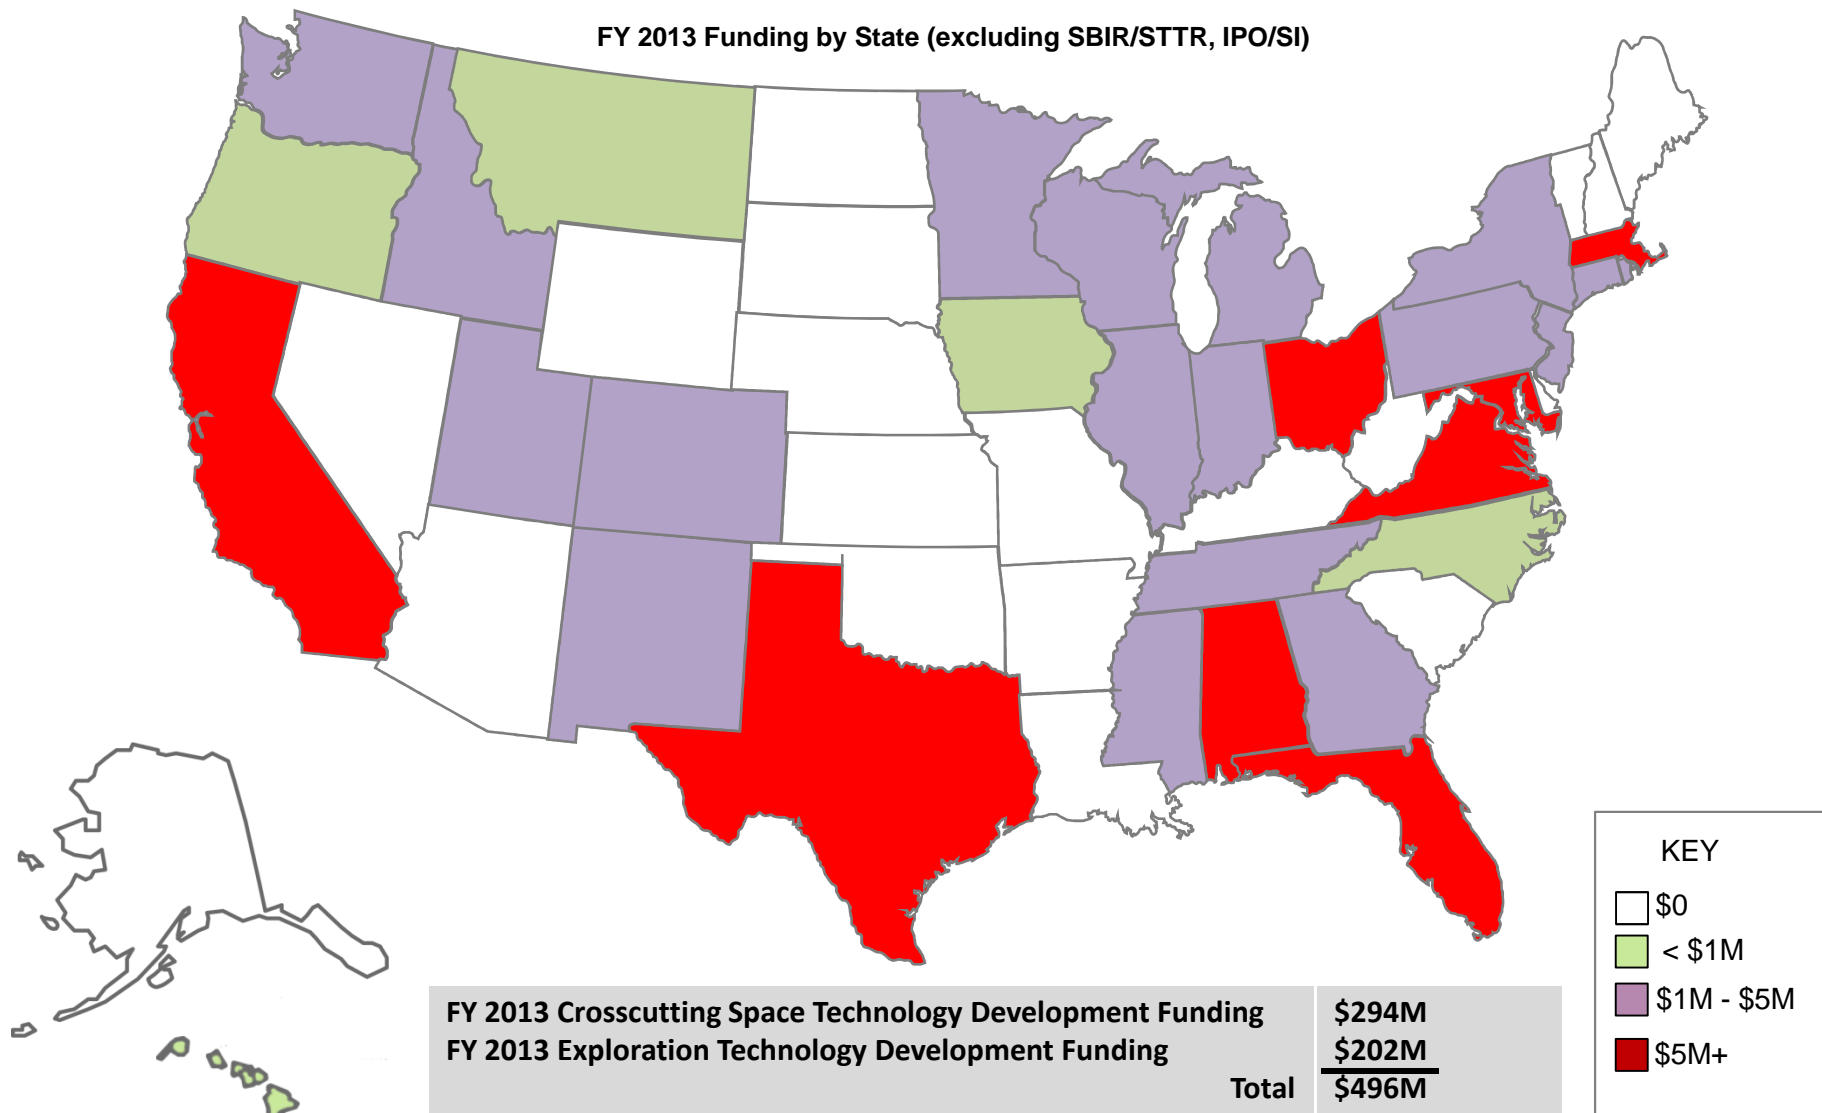 FY 2013 Funding by State (excluding SBIR/STTR, IPO/SI)
KEY
$0
< $1M
$1M - $5M
$5M+
FY 2013 Crosscutting Space Technology Development Funding $294M
FY 2013 Exploration Technology Development Funding $202M
Total $496M